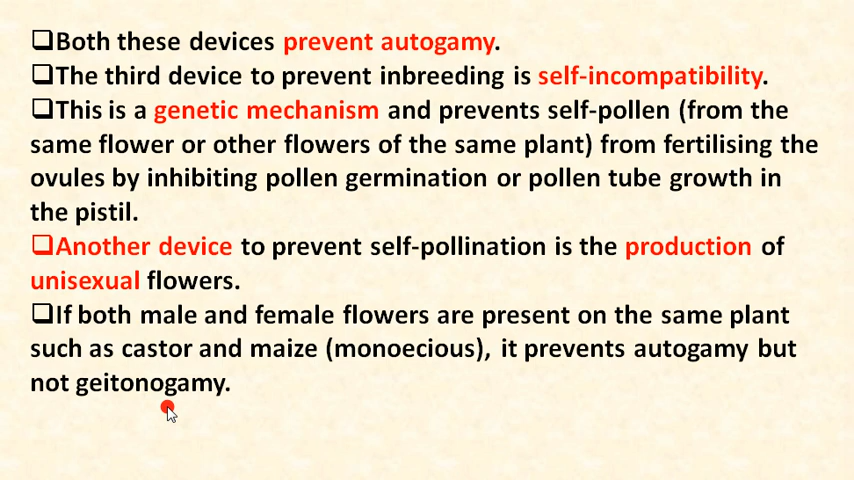 ❑Both these devices prevent autogamy.
❑The third device to prevent inbreeding is self-incompatibility.
❑This is a genetic mechanism and prevents self-pollen (from the
same flower or other flowers of the same plant) from fertilising the
ovules by inhibiting pollen germination or pollen tube growth in
the pistil.
❑Another device to prevent self-pollination is the production of
unisexual flowers.
❑If both male and female flowers are present on the same plant
such as castor and maize (monoecious), it prevents autogamy but
not geitonogamy.